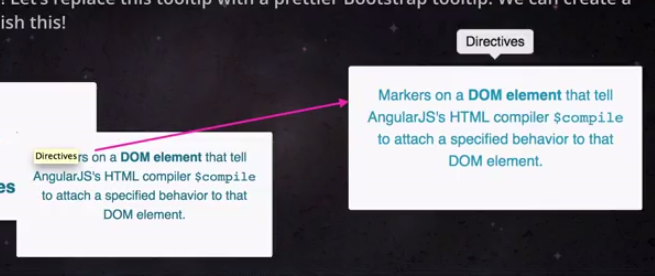 ! Let's replace this tooltip with a prettier Bootstrap tooltip. We can create a
ish this!
Directives
Markers on a DOM element that tell
AngularJS's HTML compiler $compile
to attach a specified behavior to that
DOM element.
es
Directives rs on a DOM element that tell
AngularJS's HTML compiler $compile
to attach a specified behavior to that
DOM element.